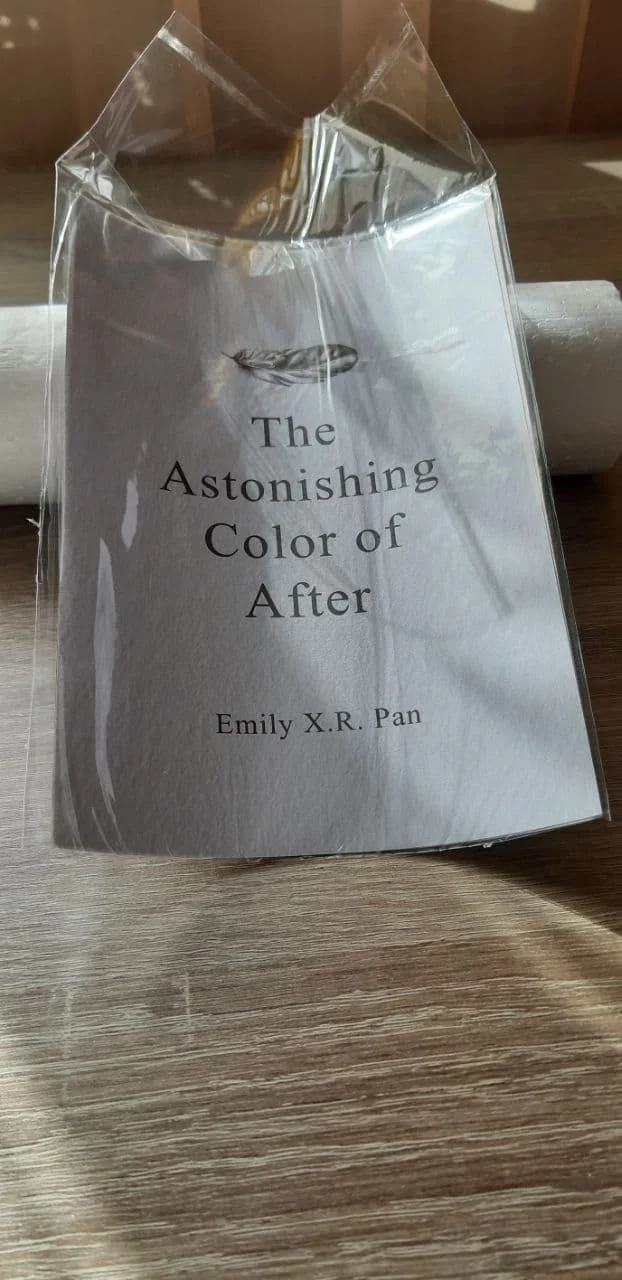 The
Astonishing
Color of
After
Emily X.R. Pan